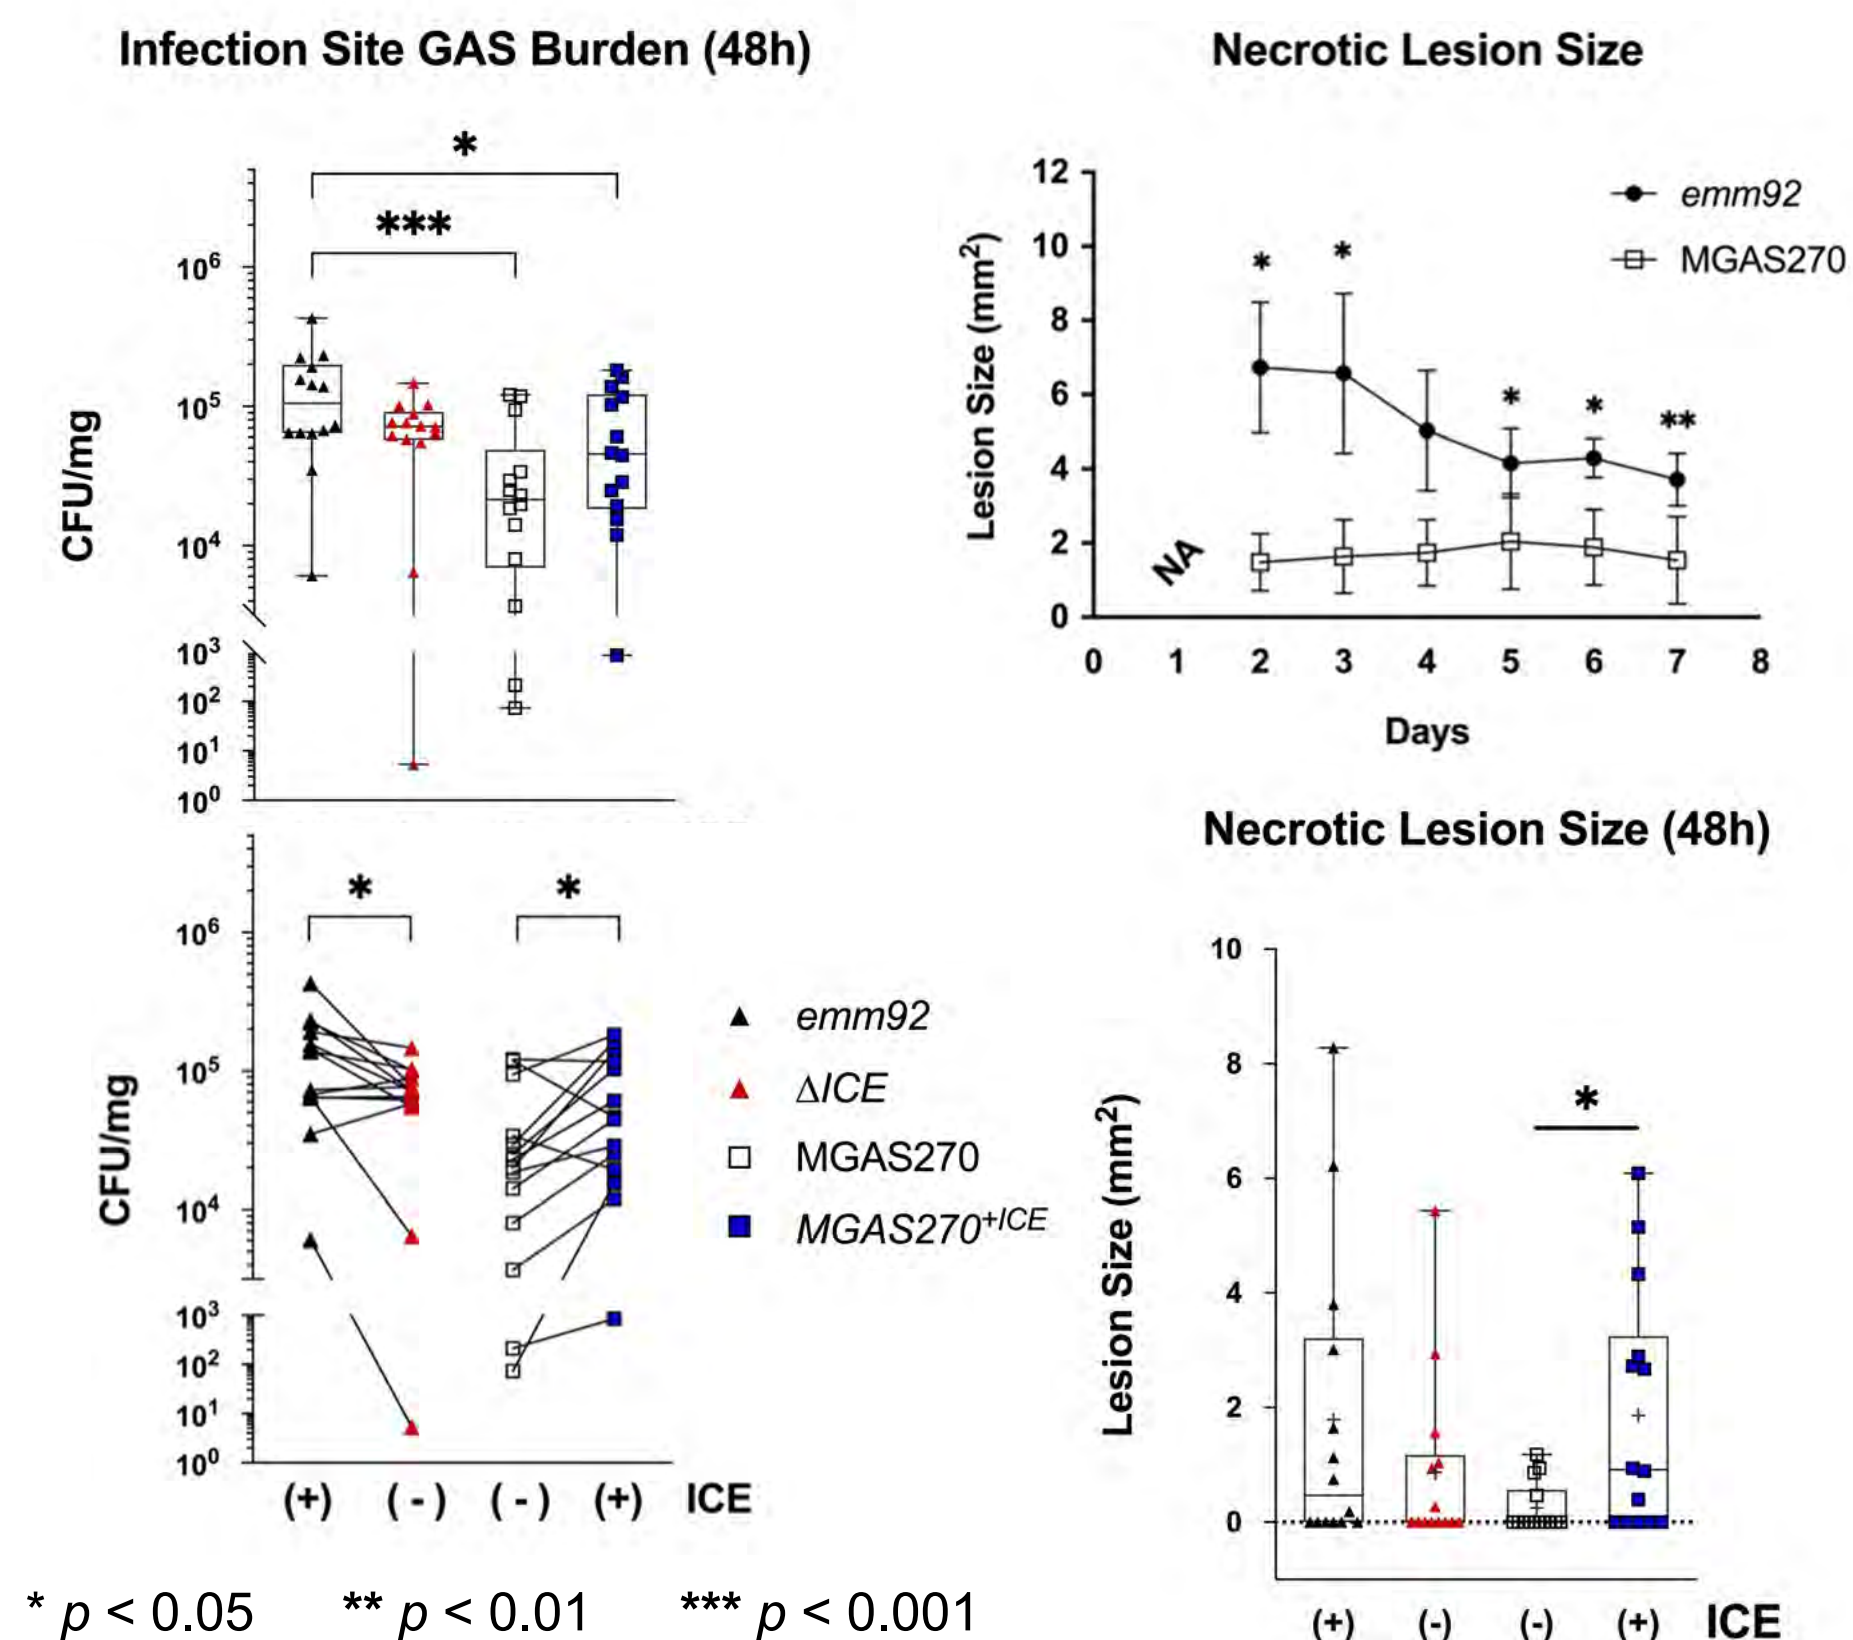 Infection Site GAS Burden (48h)
*
***
CFU/mg
10⁶
10⁵
10⁴
10³
10²
10¹
10⁰
Necrotic Lesion Size
Lesion Size (mm²)
12
10
8
6
4
2
0
emm92
MGAS270
* * * * **
NA
0 1 2 3 4 5 6 7 8
Days
* *
CFU/mg
10⁶
10⁵
10⁴
10³
10²
10¹
10⁰
(+) (-) (-) (+) ICE
emm92
ΔICE
MGAS270
MGAS270⁺ᴵᶜᴱ
Necrotic Lesion Size (48h)
Lesion Size (mm²)
10
8
6
4
2
0
*
(+) (-) (-) (+) ICE
* p < 0.05 ** p < 0.01 *** p < 0.001